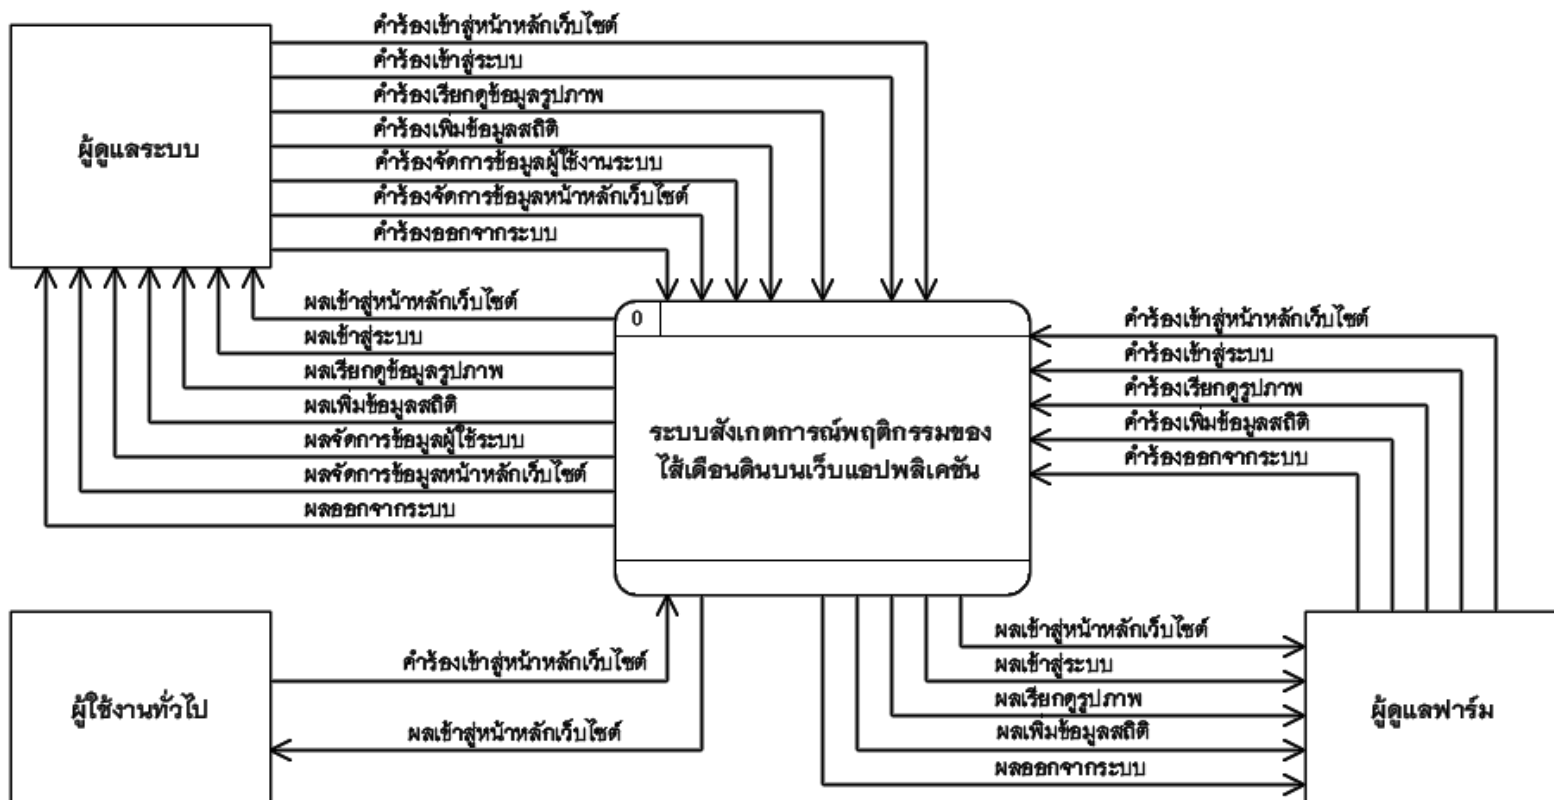 คำร้องเข้าสู่หน้าหลักเว็บไซต์
คำร้องเข้าสู่ระบบ
คำร้องเรียกดูข้อมูลรูปภาพ
คำร้องเพิ่มข้อมูลสถิติ
คำร้องจัดการข้อมูลผู้ใช้งานระบบ
คำร้องจัดการข้อมูลหน้าหลักเว็บไซต์
คำร้องออกจากระบบ
ผู้ดูแลระบบ
ผลเข้าสู่หน้าหลักเว็บไซต์
ผลเข้าสู่ระบบ
ผลเรียกดูข้อมูลรูปภาพ
ผลเพิ่มข้อมูลสถิติ
ผลจัดการข้อมูลผู้ใช้ระบบ
ผลจัดการข้อมูลหน้าหลักเว็บไซต์
ผลออกจากระบบ
0
ระบบสังเกตการณ์พฤติกรรมของ
ไส้เดือนดินบนเว็บแอปพลิเคชัน
คำร้องเข้าสู่หน้าหลักเว็บไซต์
คำร้องเข้าสู่ระบบ
คำร้องเรียกดูรูปภาพ
คำร้องเพิ่มข้อมูลสถิติ
คำร้องออกจากระบบ
คำร้องเข้าสู่หน้าหลักเว็บไซต์
ผู้ใช้งานทั่วไป
ผลเข้าสู่หน้าหลักเว็บไซต์
ผลเข้าสู่หน้าหลักเว็บไซต์
ผลเข้าสู่ระบบ
ผลเรียกดูรูปภาพ
ผลเพิ่มข้อมูลสถิติ
ผลออกจากระบบ
ผู้ดูแลฟาร์ม